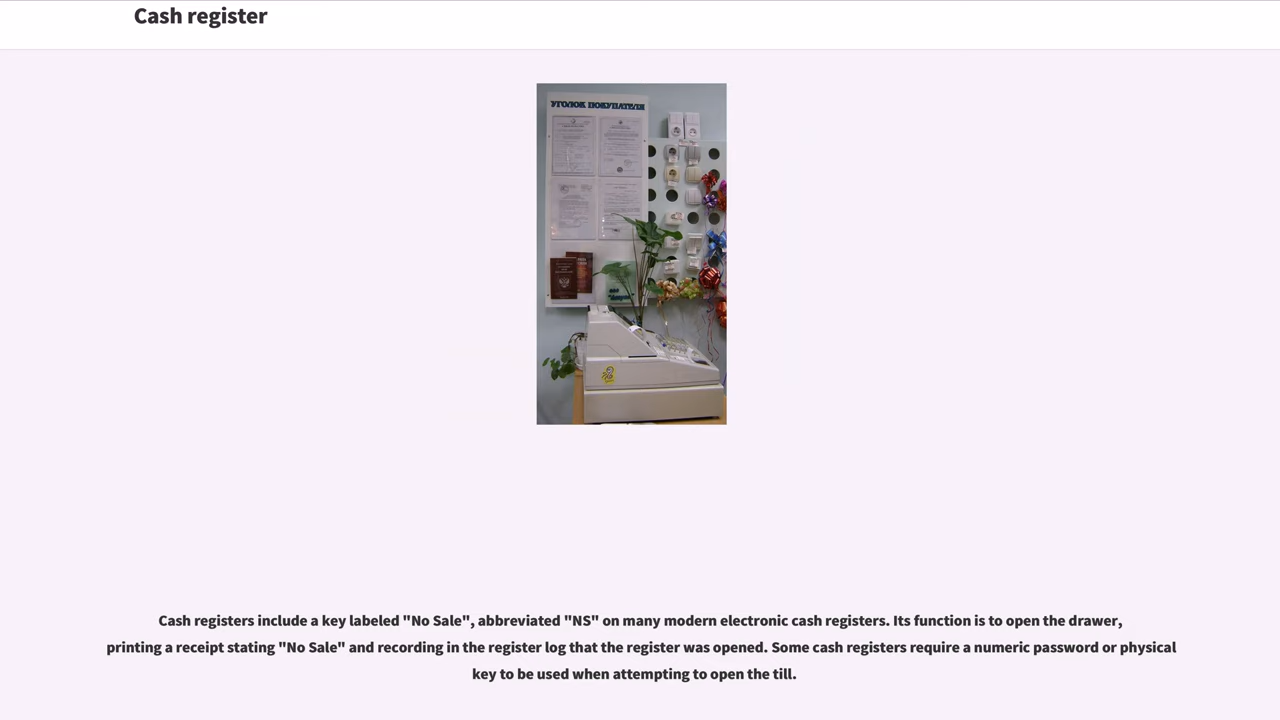 Cash register
УГОЛОК ПОКУПАТЕЛЯ
Cash registers include a key labeled "No Sale", abbreviated "NS" on many modern electronic cash registers. Its function is to open the drawer,
printing a receipt stating "No Sale" and recording in the register log that the register was opened. Some cash registers require a numeric password or physical
key to be used when attempting to open the till.